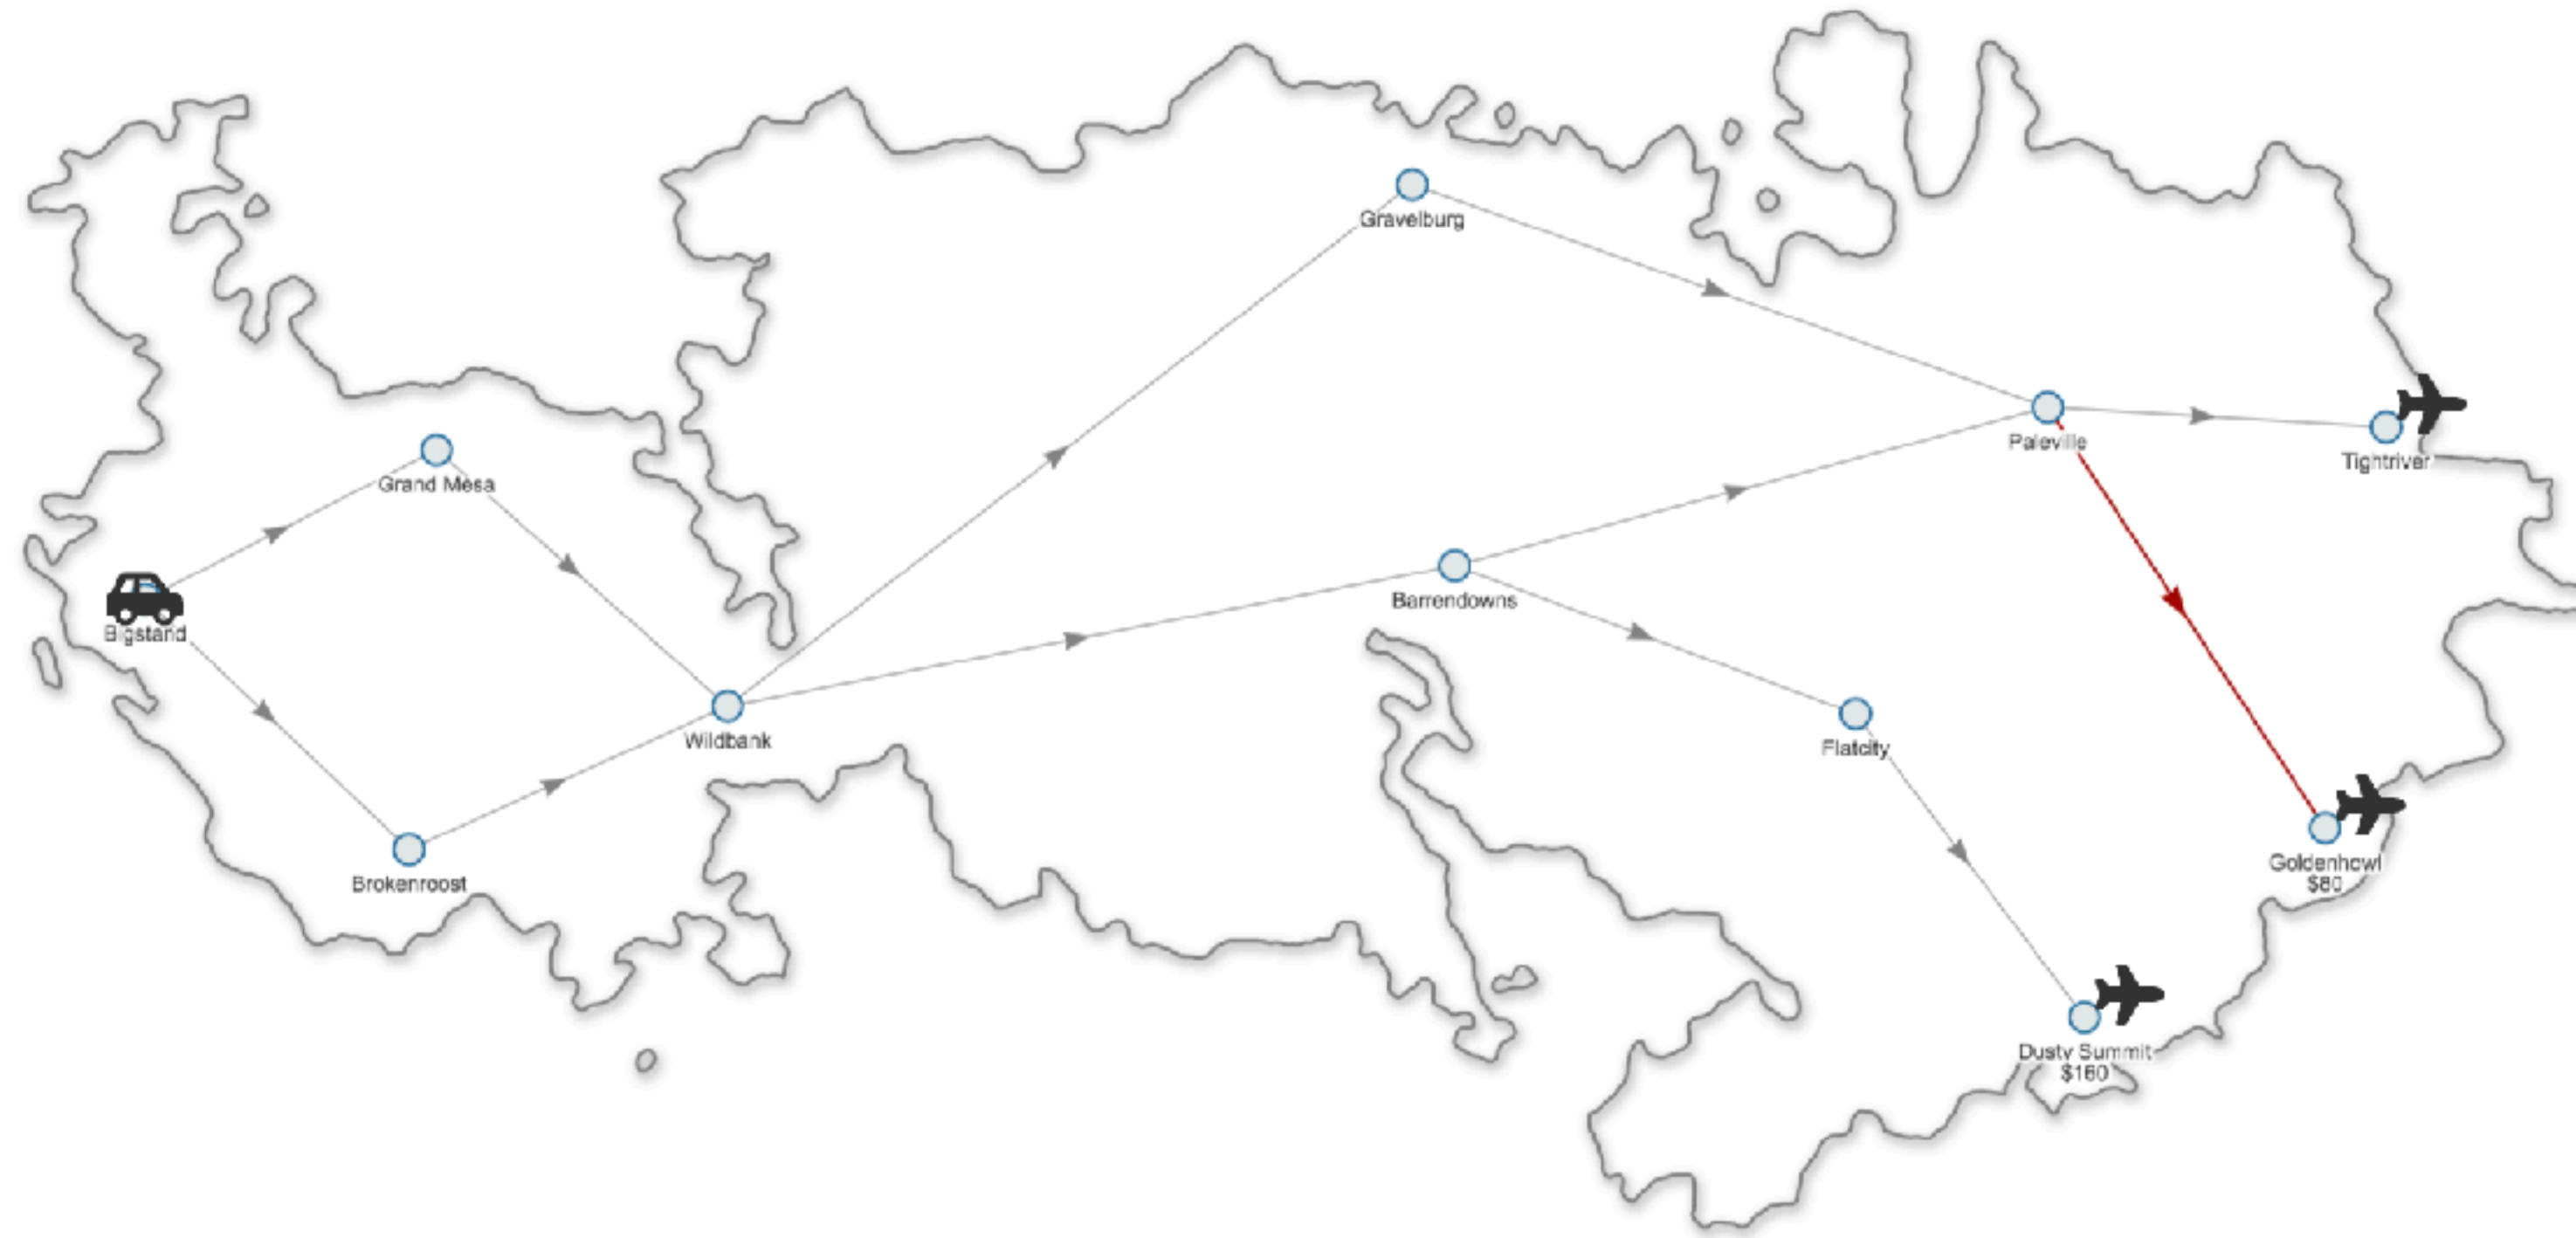 Gravelburg
Paleville
Tightriver
Grand Mesa
Barrendowns
Bigstand
Wildbank
Flatcity
Goldenhowl
$80
Brokenroost
Dusty Summit
$160